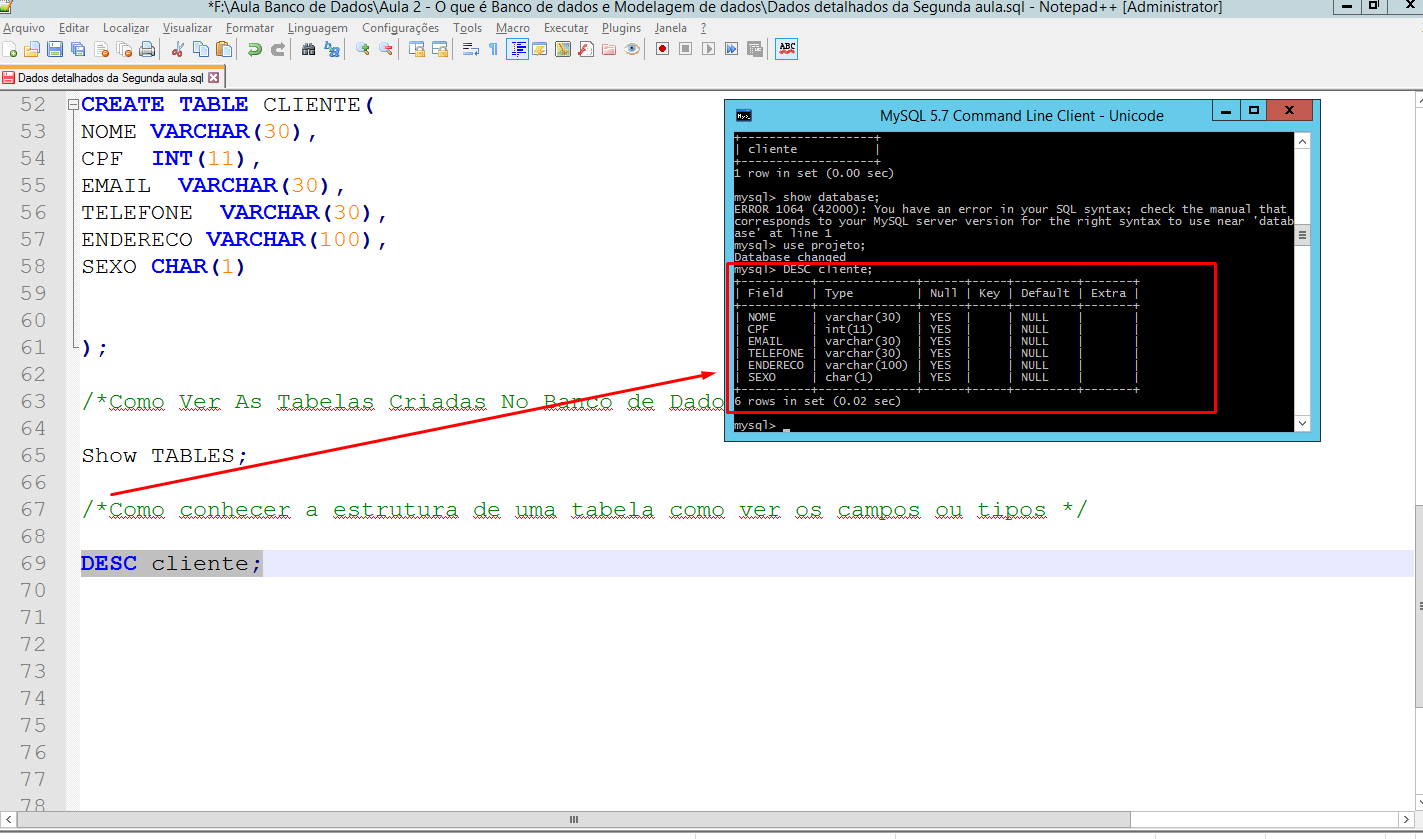 *F:\Aula Banco de Dados\Aula 2 - O que é Banco de dados e Modelagem de dados\Dados detalhados da Segunda aula.sql - Notepad++ [Administrator]
Arquivo Editar Localizar Visualizar Formatar Linguagem Configurações Tools Macro Executar Plugins Janela ?
ABC
Dados detalhados da Segunda aula.sql
52 CREATE TABLE CLIENTE(
53 NOME VARCHAR(30),
54 CPF  INT(11),
55 EMAIL  VARCHAR(30),
56 TELEFONE  VARCHAR(30),
57 ENDERECO VARCHAR(100),
58 SEXO CHAR(1)
59
60
61 );
62
63 /*Como Ver As Tabelas Criadas No Banco de Dado
64
65 Show TABLES;
66
67 /*Como conhecer a estrutura de uma tabela como ver os campos ou tipos */
68
69 DESC cliente;
70
71
72
73
74
75
76
77
78
MySQL 5.7 Command Line Client - Unicode
+-------------------+
| cliente           |
+-------------------+
1 row in set (0.00 sec)
mysql> show database;
ERROR 1064 (42000): You have an error in your SQL syntax; check the manual that
corresponds to your MySQL server version for the right syntax to use near 'datab
ase' at line 1
mysql> use projeto;
Database changed
mysql> DESC cliente;
+----------+--------------+------+-----+---------+-------+
| Field    | Type         | Null | Key | Default | Extra |
+----------+--------------+------+-----+---------+-------+
| NOME     | varchar(30)  | YES  |     | NULL    |       |
| CPF      | int(11)      | YES  |     | NULL    |       |
| EMAIL    | varchar(30)  | YES  |     | NULL    |       |
| TELEFONE | varchar(30)  | YES  |     | NULL    |       |
| ENDERECO | varchar(100) | YES  |     | NULL    |       |
| SEXO     | char(1)      | YES  |     | NULL    |       |
+----------+--------------+------+-----+---------+-------+
6 rows in set (0.02 sec)
mysql> _